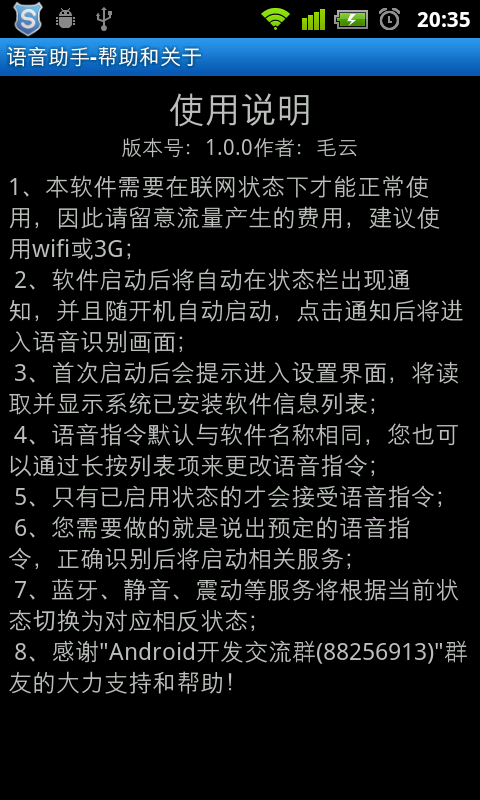 20:35
语音助手-帮助和关于
使用说明
版本号：1.0.0作者：毛云
1、本软件需要在联网状态下才能正常使
用，因此请留意流量产生的费用，建议使
用wifi或3G；
2、软件启动后将自动在状态栏出现通
知，并且随开机自动启动，点击通知后将进
入语音识别画面；
3、首次启动后会提示进入设置界面，将读
取并显示系统已安装软件信息列表；
4、语音指令默认与软件名称相同，您也可
以通过长按列表项来更改语音指令；
5、只有已启用状态的才会接受语音指令；
6、您需要做的就是说出预定的语音指
令，正确识别后将启动相关服务；
7、蓝牙、静音、震动等服务将根据当前状
态切换为对应相反状态；
8、感谢"Android开发交流群(88256913)"群
友的大力支持和帮助！